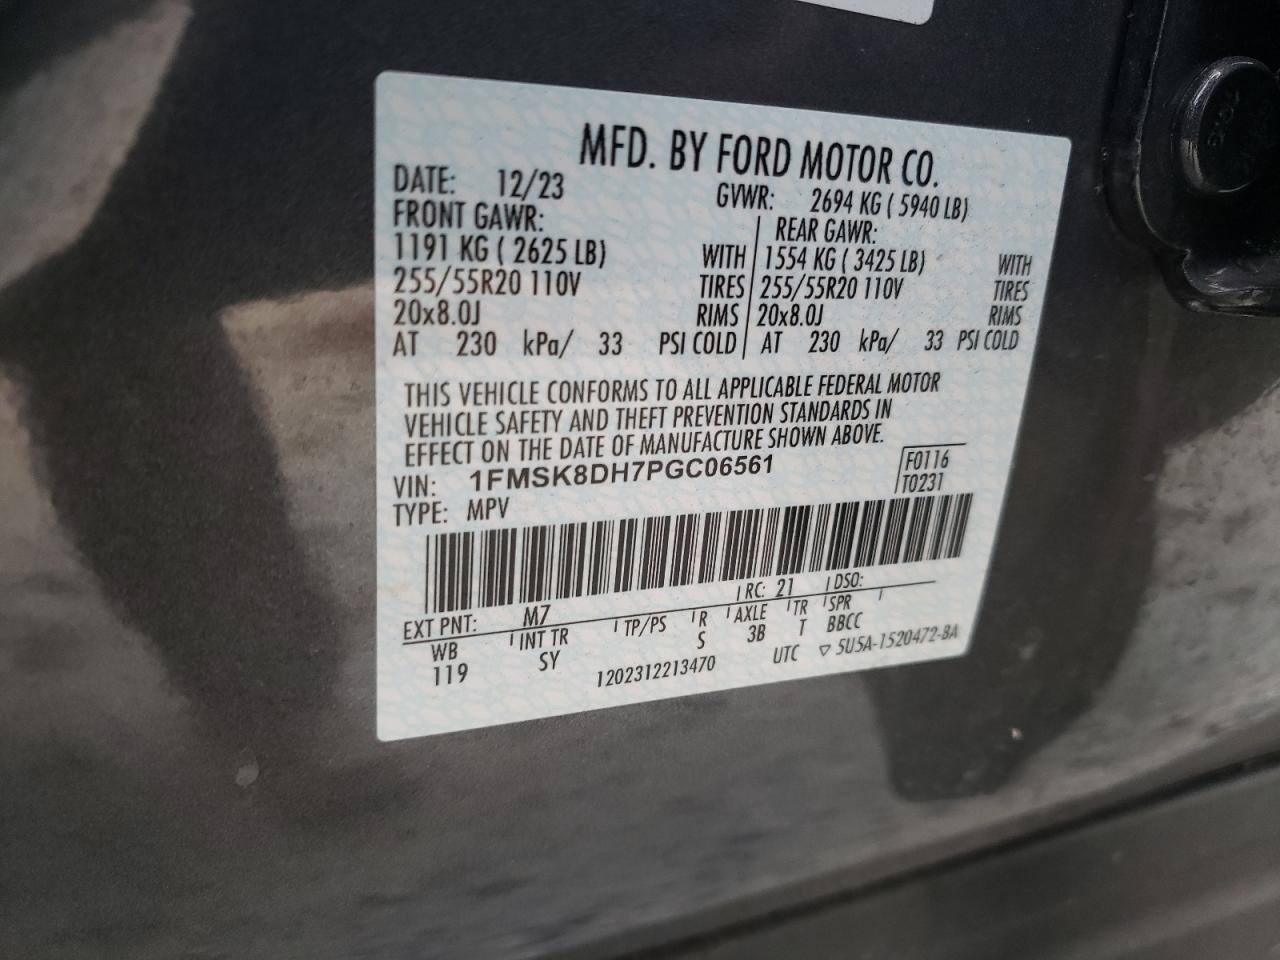 MFD. BY FORD MOTOR CO.
DATE: 12/23 GVWR: 2694 KG ( 5940 LB)
FRONT GAWR: REAR GAWR:
1191 KG ( 2625 LB) WITH 1554 KG ( 3425 LB) WITH
255/55R20 110V TIRES 255/55R20 110V TIRES
20x8.0J RIMS 20x8.0J RIMS
AT 230 kPa/ 33 PSI COLD AT 230 kPa/ 33 PSI COLD
THIS VEHICLE CONFORMS TO ALL APPLICABLE FEDERAL MOTOR
VEHICLE SAFETY AND THEFT PREVENTION STANDARDS IN
EFFECT ON THE DATE OF MANUFACTURE SHOWN ABOVE.
VIN: 1FMSK8DH7PGC06561 F0116
TYPE: MPV T0231
EXT PNT: M7 RC: 21 DSO:
WB INT TR TP/PS R AXLE TR SPR
119 SY S 3B T BBCC
1202312213470 UTC ▽ 5U5A-1520472-BA